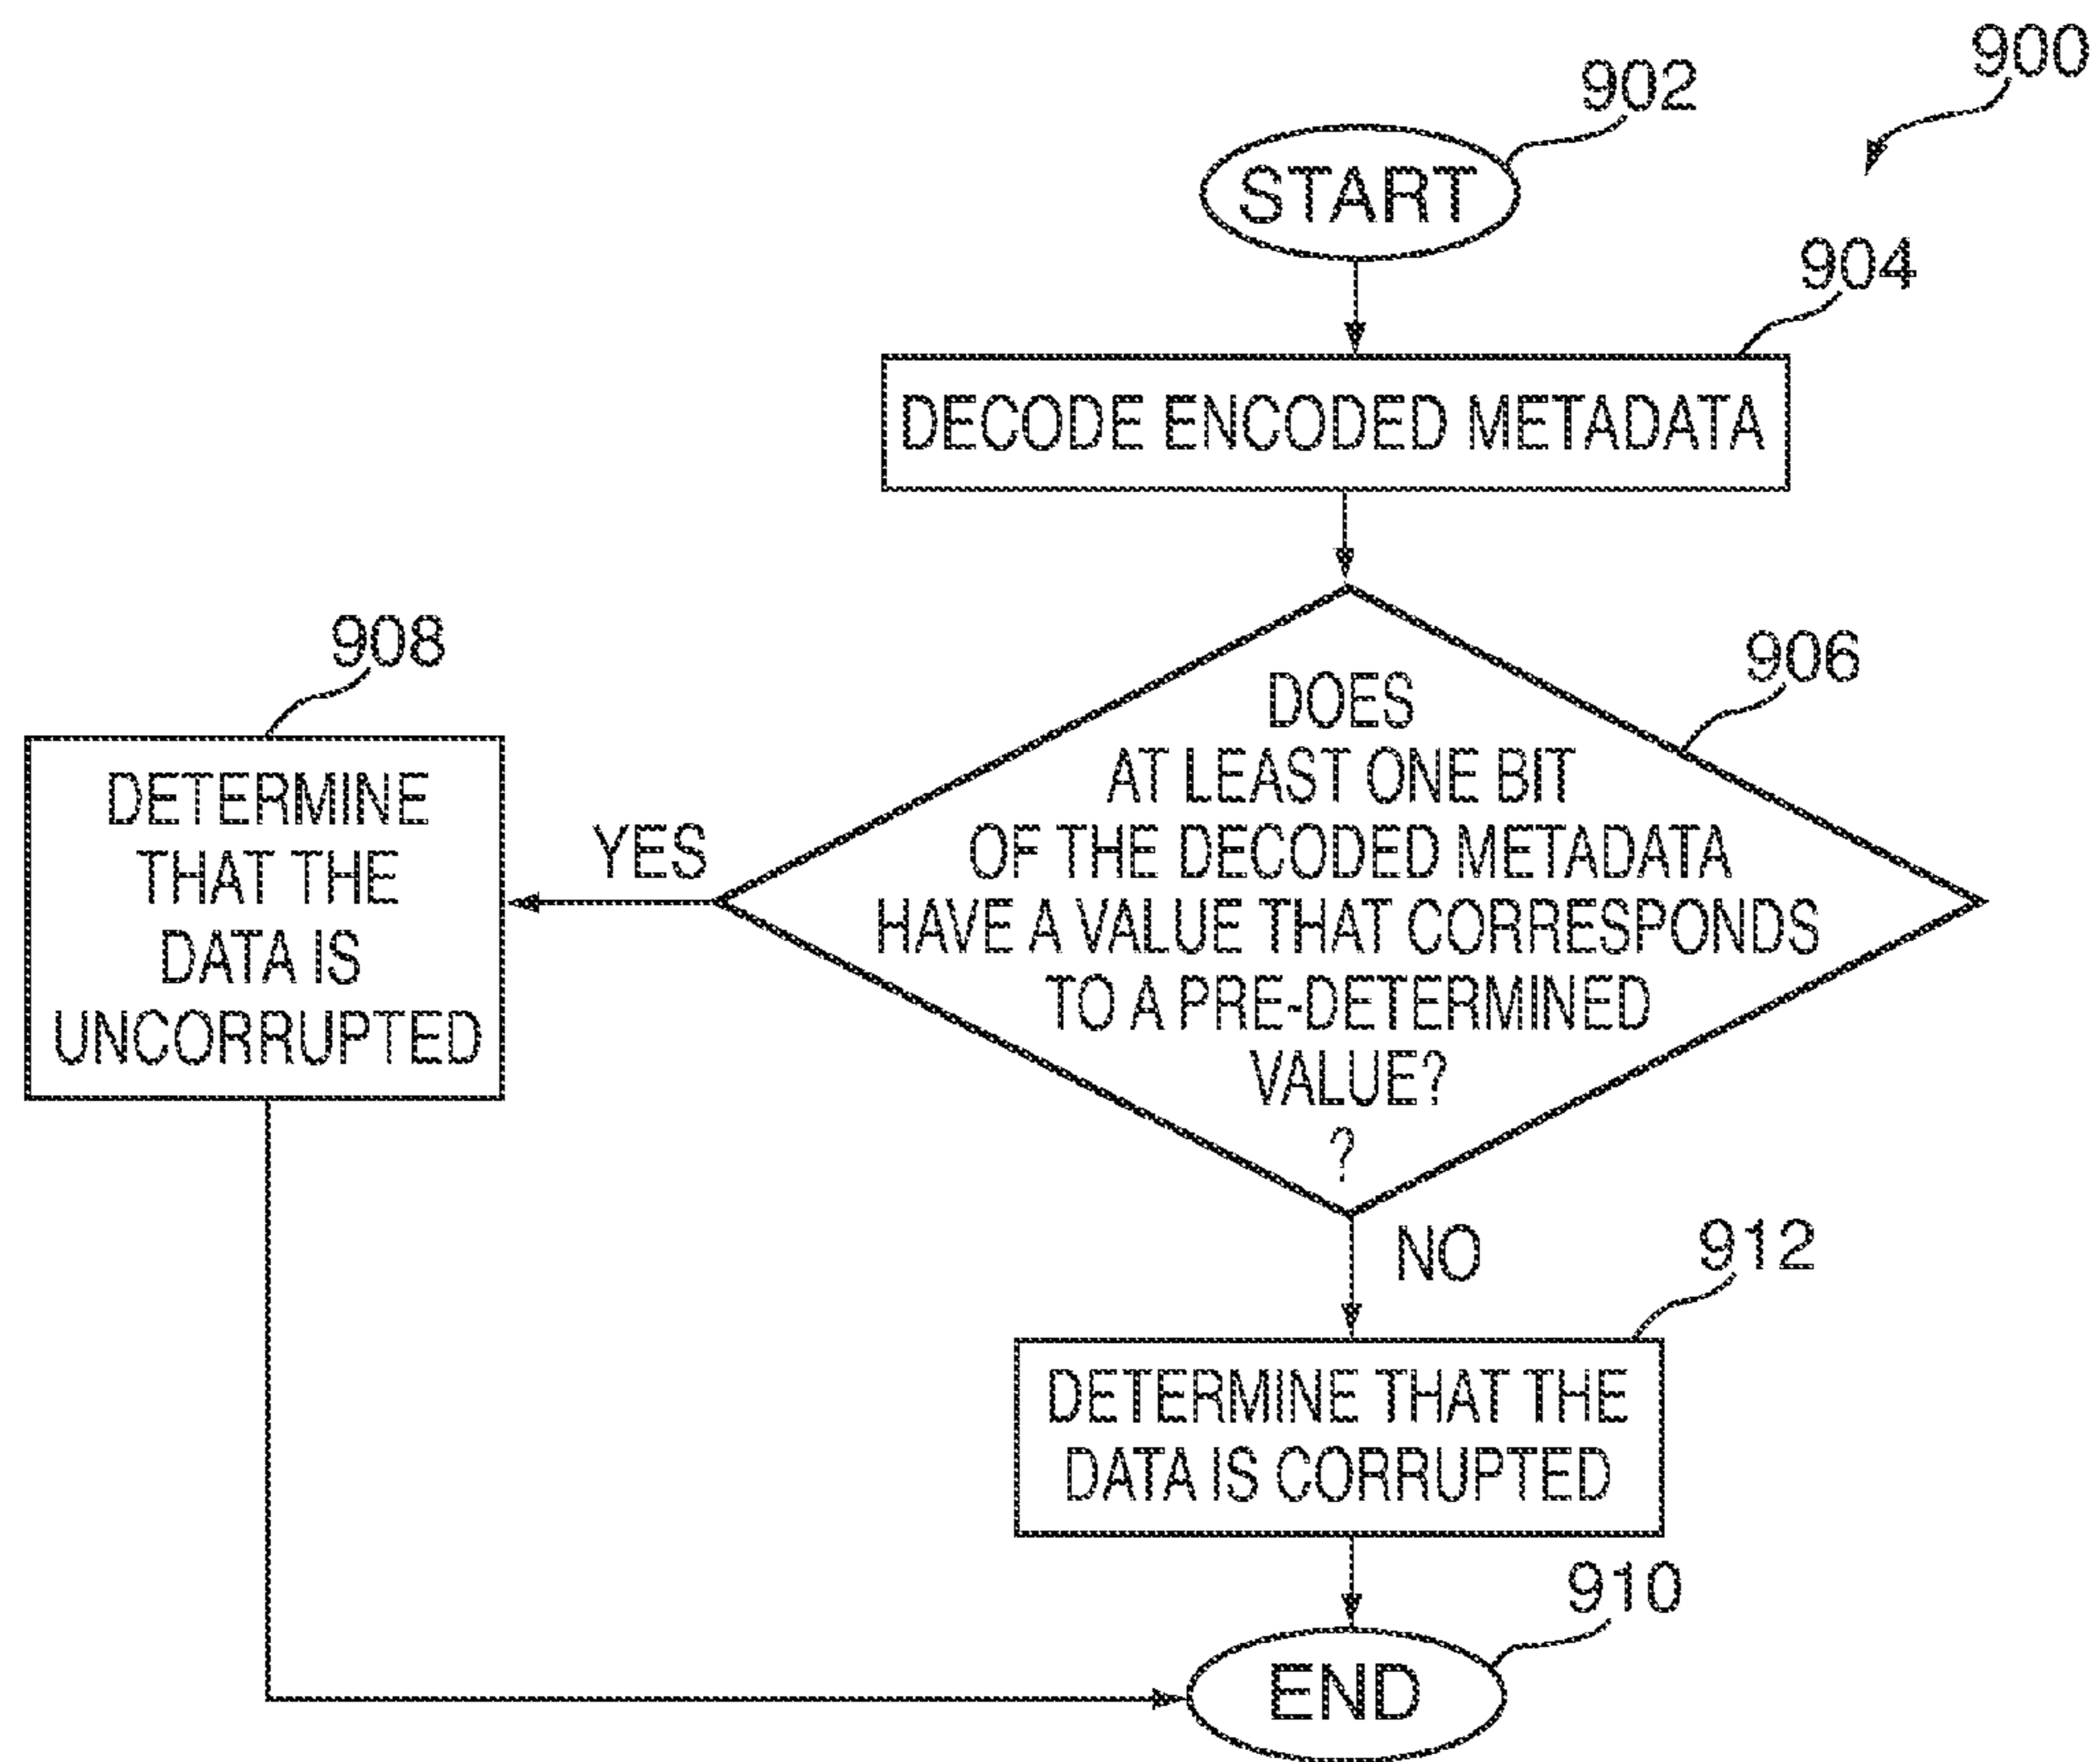 900
902
START
904
DECODE ENCODED METADATA
906
DOES
AT LEAST ONE BIT
OF THE DECODED METADATA
HAVE A VALUE THAT CORRESPONDS
TO A PRE-DETERMINED
VALUE?
?
YES
908
DETERMINE
THAT THE
DATA IS
UNCORRUPTED
NO
912
DETERMINE THAT THE
DATA IS CORRUPTED
910
END